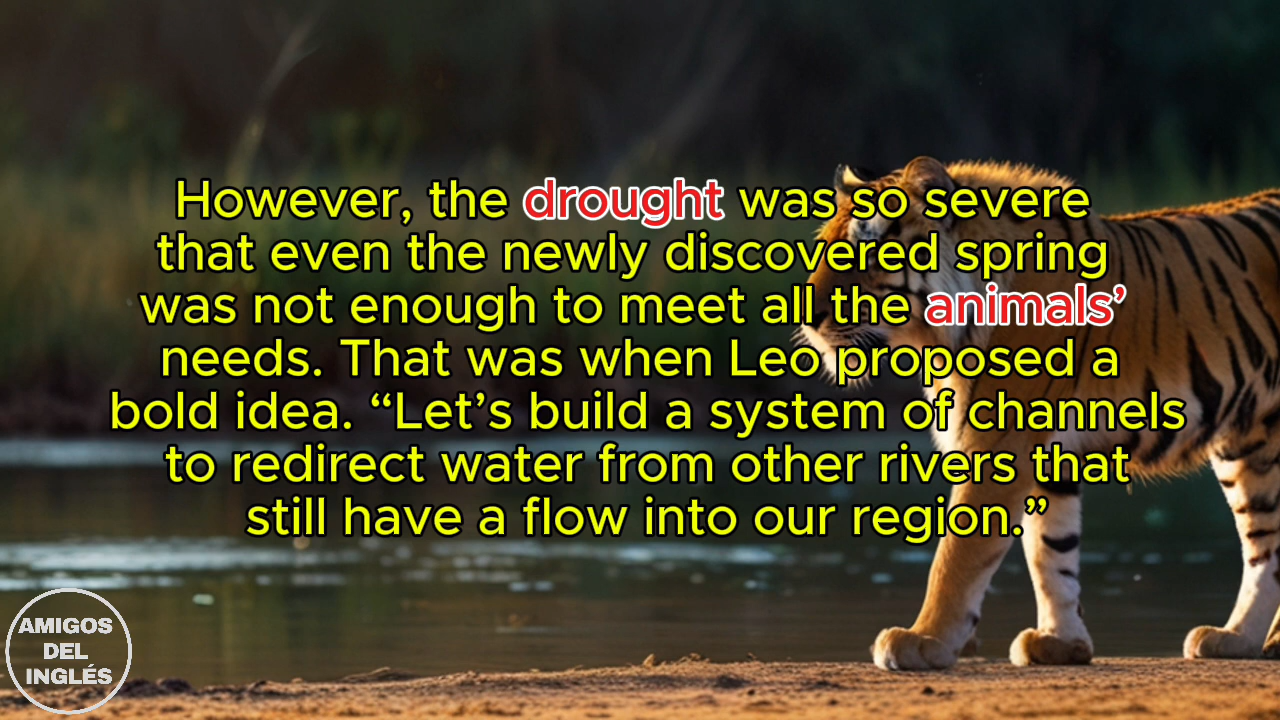 However, the drought was so severe
that even the newly discovered spring
was not enough to meet all the animals’
needs. That was when Leo proposed a
bold idea. “Let’s build a system of channels
to redirect water from other rivers that
still have a flow into our region.”
AMIGOS
DEL
INGLÉS